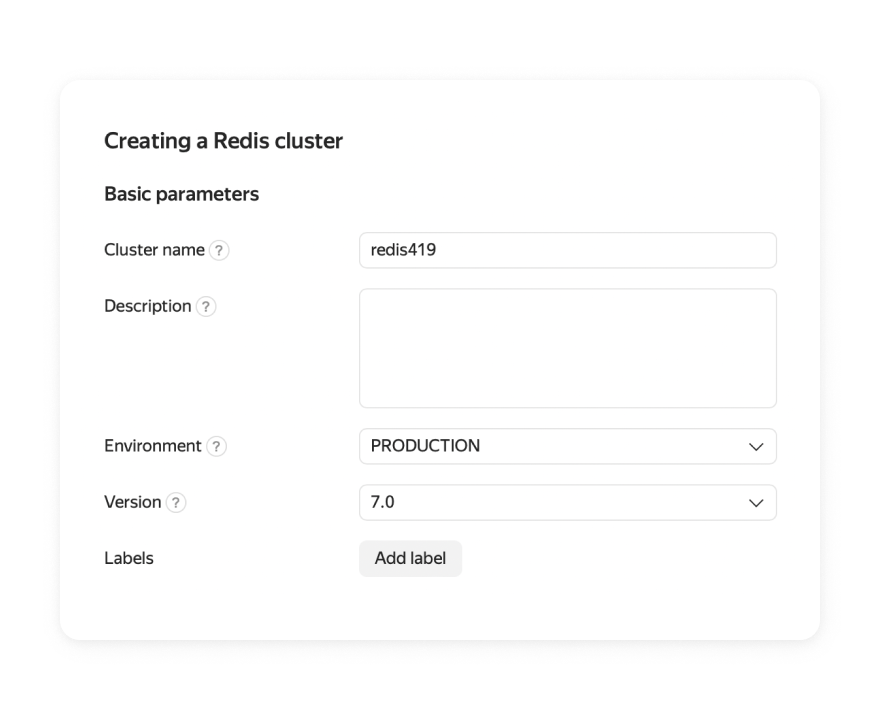 Creating a Redis cluster
Basic parameters
Cluster name ? redis419
Description ?
Environment ? PRODUCTION
Version ? 7.0
Labels Add label